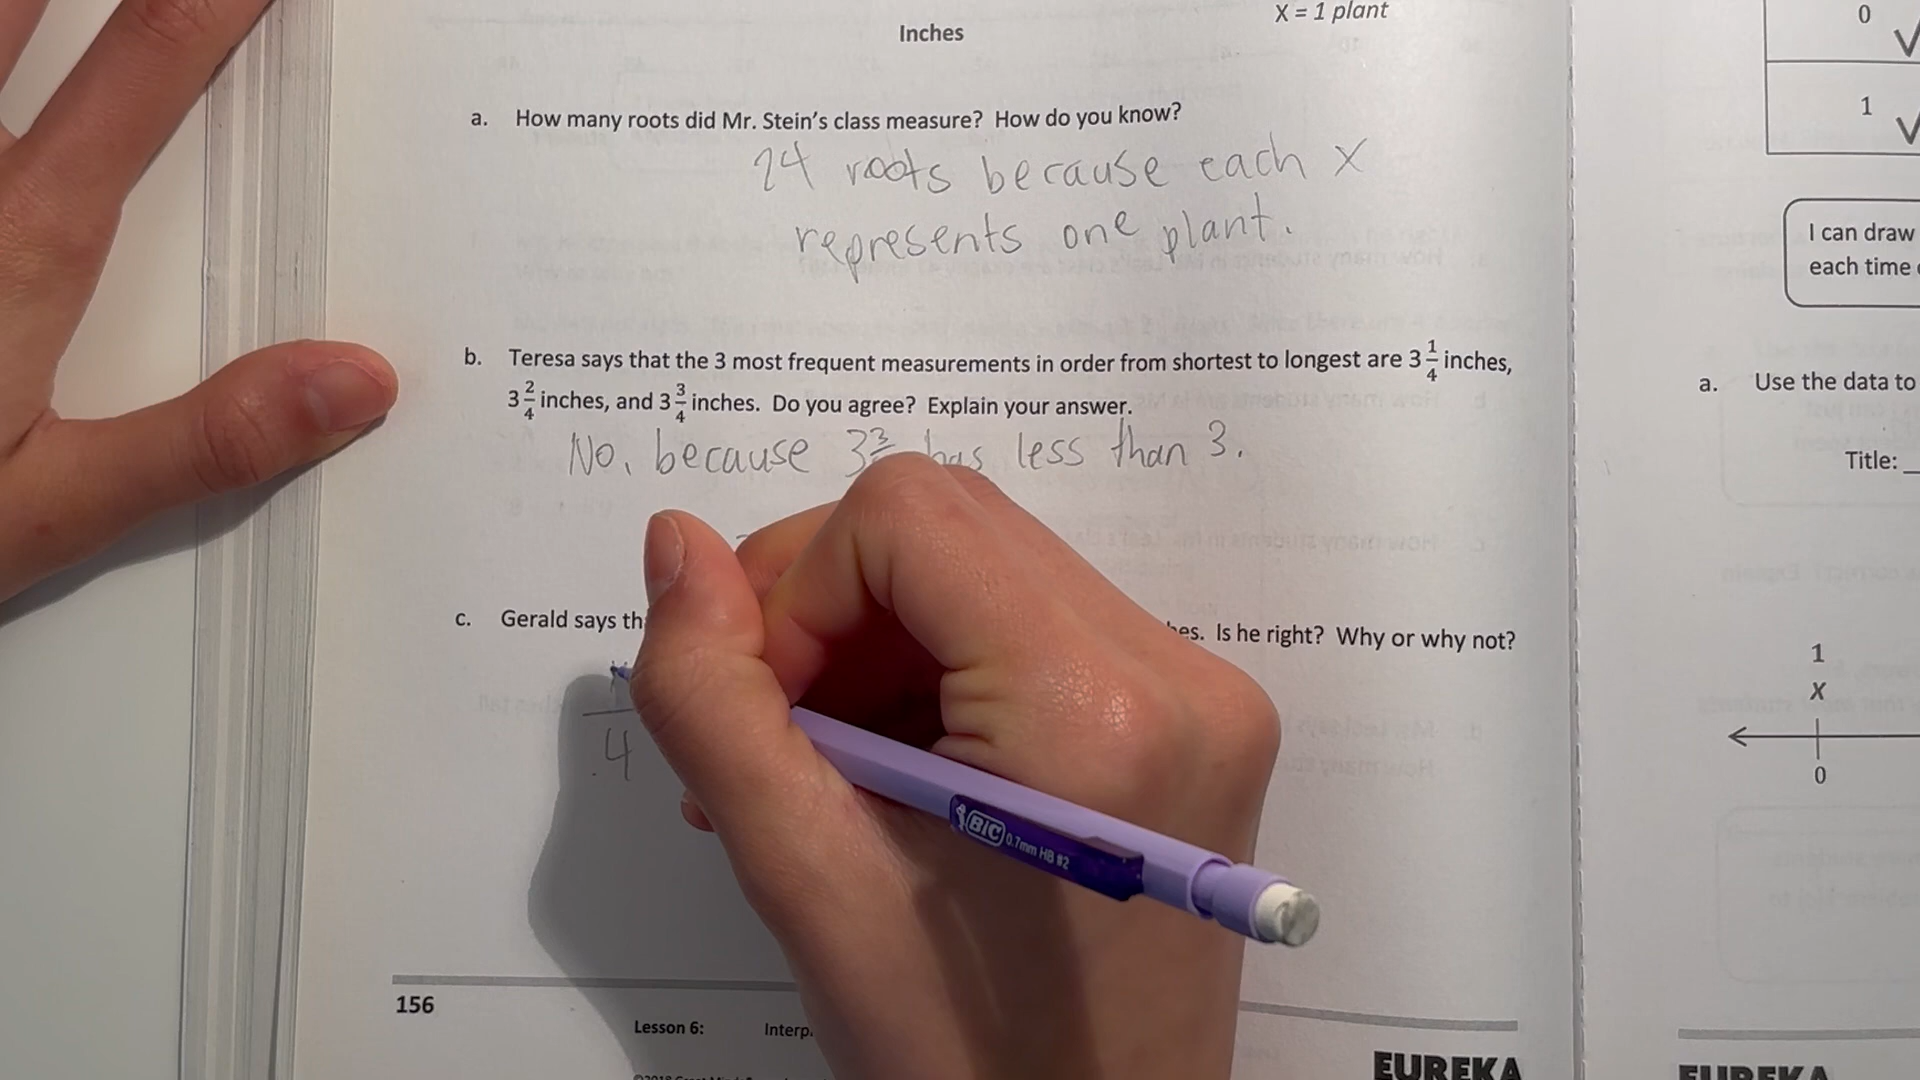 Inches
X = 1 plant
a. How many roots did Mr. Stein's class measure? How do you know?
24 roots because each x
represents one plant.
b. Teresa says that the 3 most frequent measurements in order from shortest to longest are 3 1/4 inches,
3 2/4 inches, and 3 3/4 inches. Do you agree? Explain your answer.
No, because 3 has less than 3.
c. Gerald says Is he right? Why or why not?
4
156
Lesson 6:
EUREKA
0
1
I can draw
each time
a. Use the data to
Title:
1
X
0
EUREKA
BIC 0.7mm HB #2